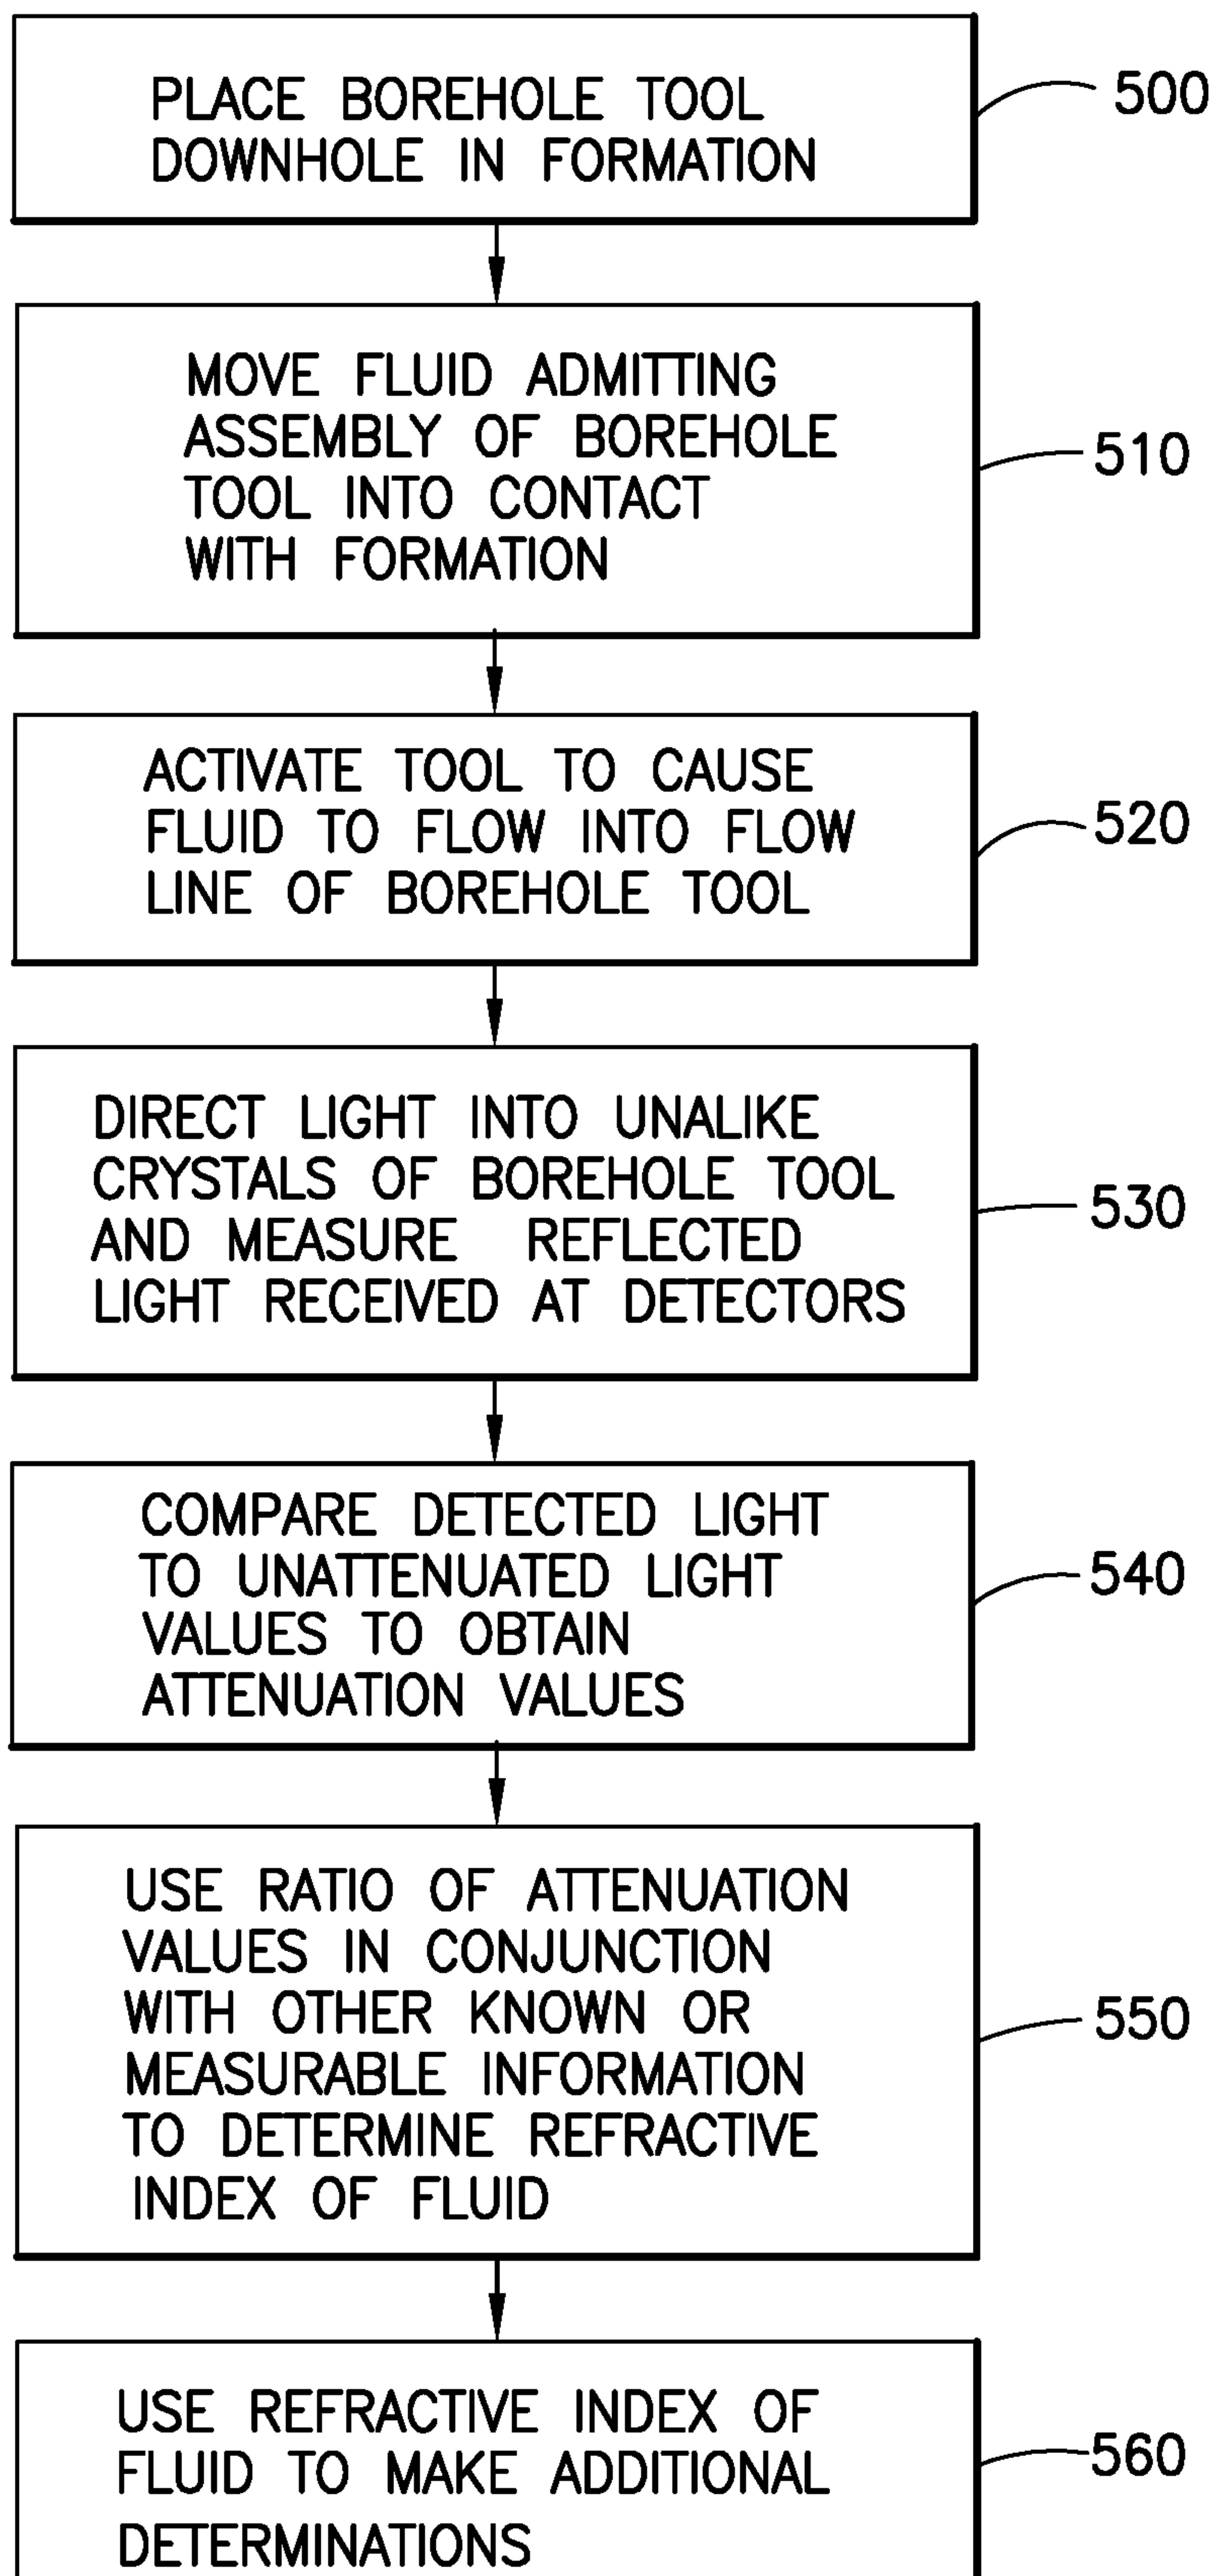 PLACE BOREHOLE TOOL
DOWNHOLE IN FORMATION
500
MOVE FLUID ADMITTING
ASSEMBLY OF BOREHOLE
TOOL INTO CONTACT
WITH FORMATION
510
ACTIVATE TOOL TO CAUSE
FLUID TO FLOW INTO FLOW
LINE OF BOREHOLE TOOL
520
DIRECT LIGHT INTO UNALIKE
CRYSTALS OF BOREHOLE TOOL
AND MEASURE REFLECTED
LIGHT RECEIVED AT DETECTORS
530
COMPARE DETECTED LIGHT
TO UNATTENUATED LIGHT
VALUES TO OBTAIN
ATTENUATION VALUES
540
USE RATIO OF ATTENUATION
VALUES IN CONJUNCTION
WITH OTHER KNOWN OR
MEASURABLE INFORMATION
TO DETERMINE REFRACTIVE
INDEX OF FLUID
550
USE REFRACTIVE INDEX OF
FLUID TO MAKE ADDITIONAL
DETERMINATIONS
560